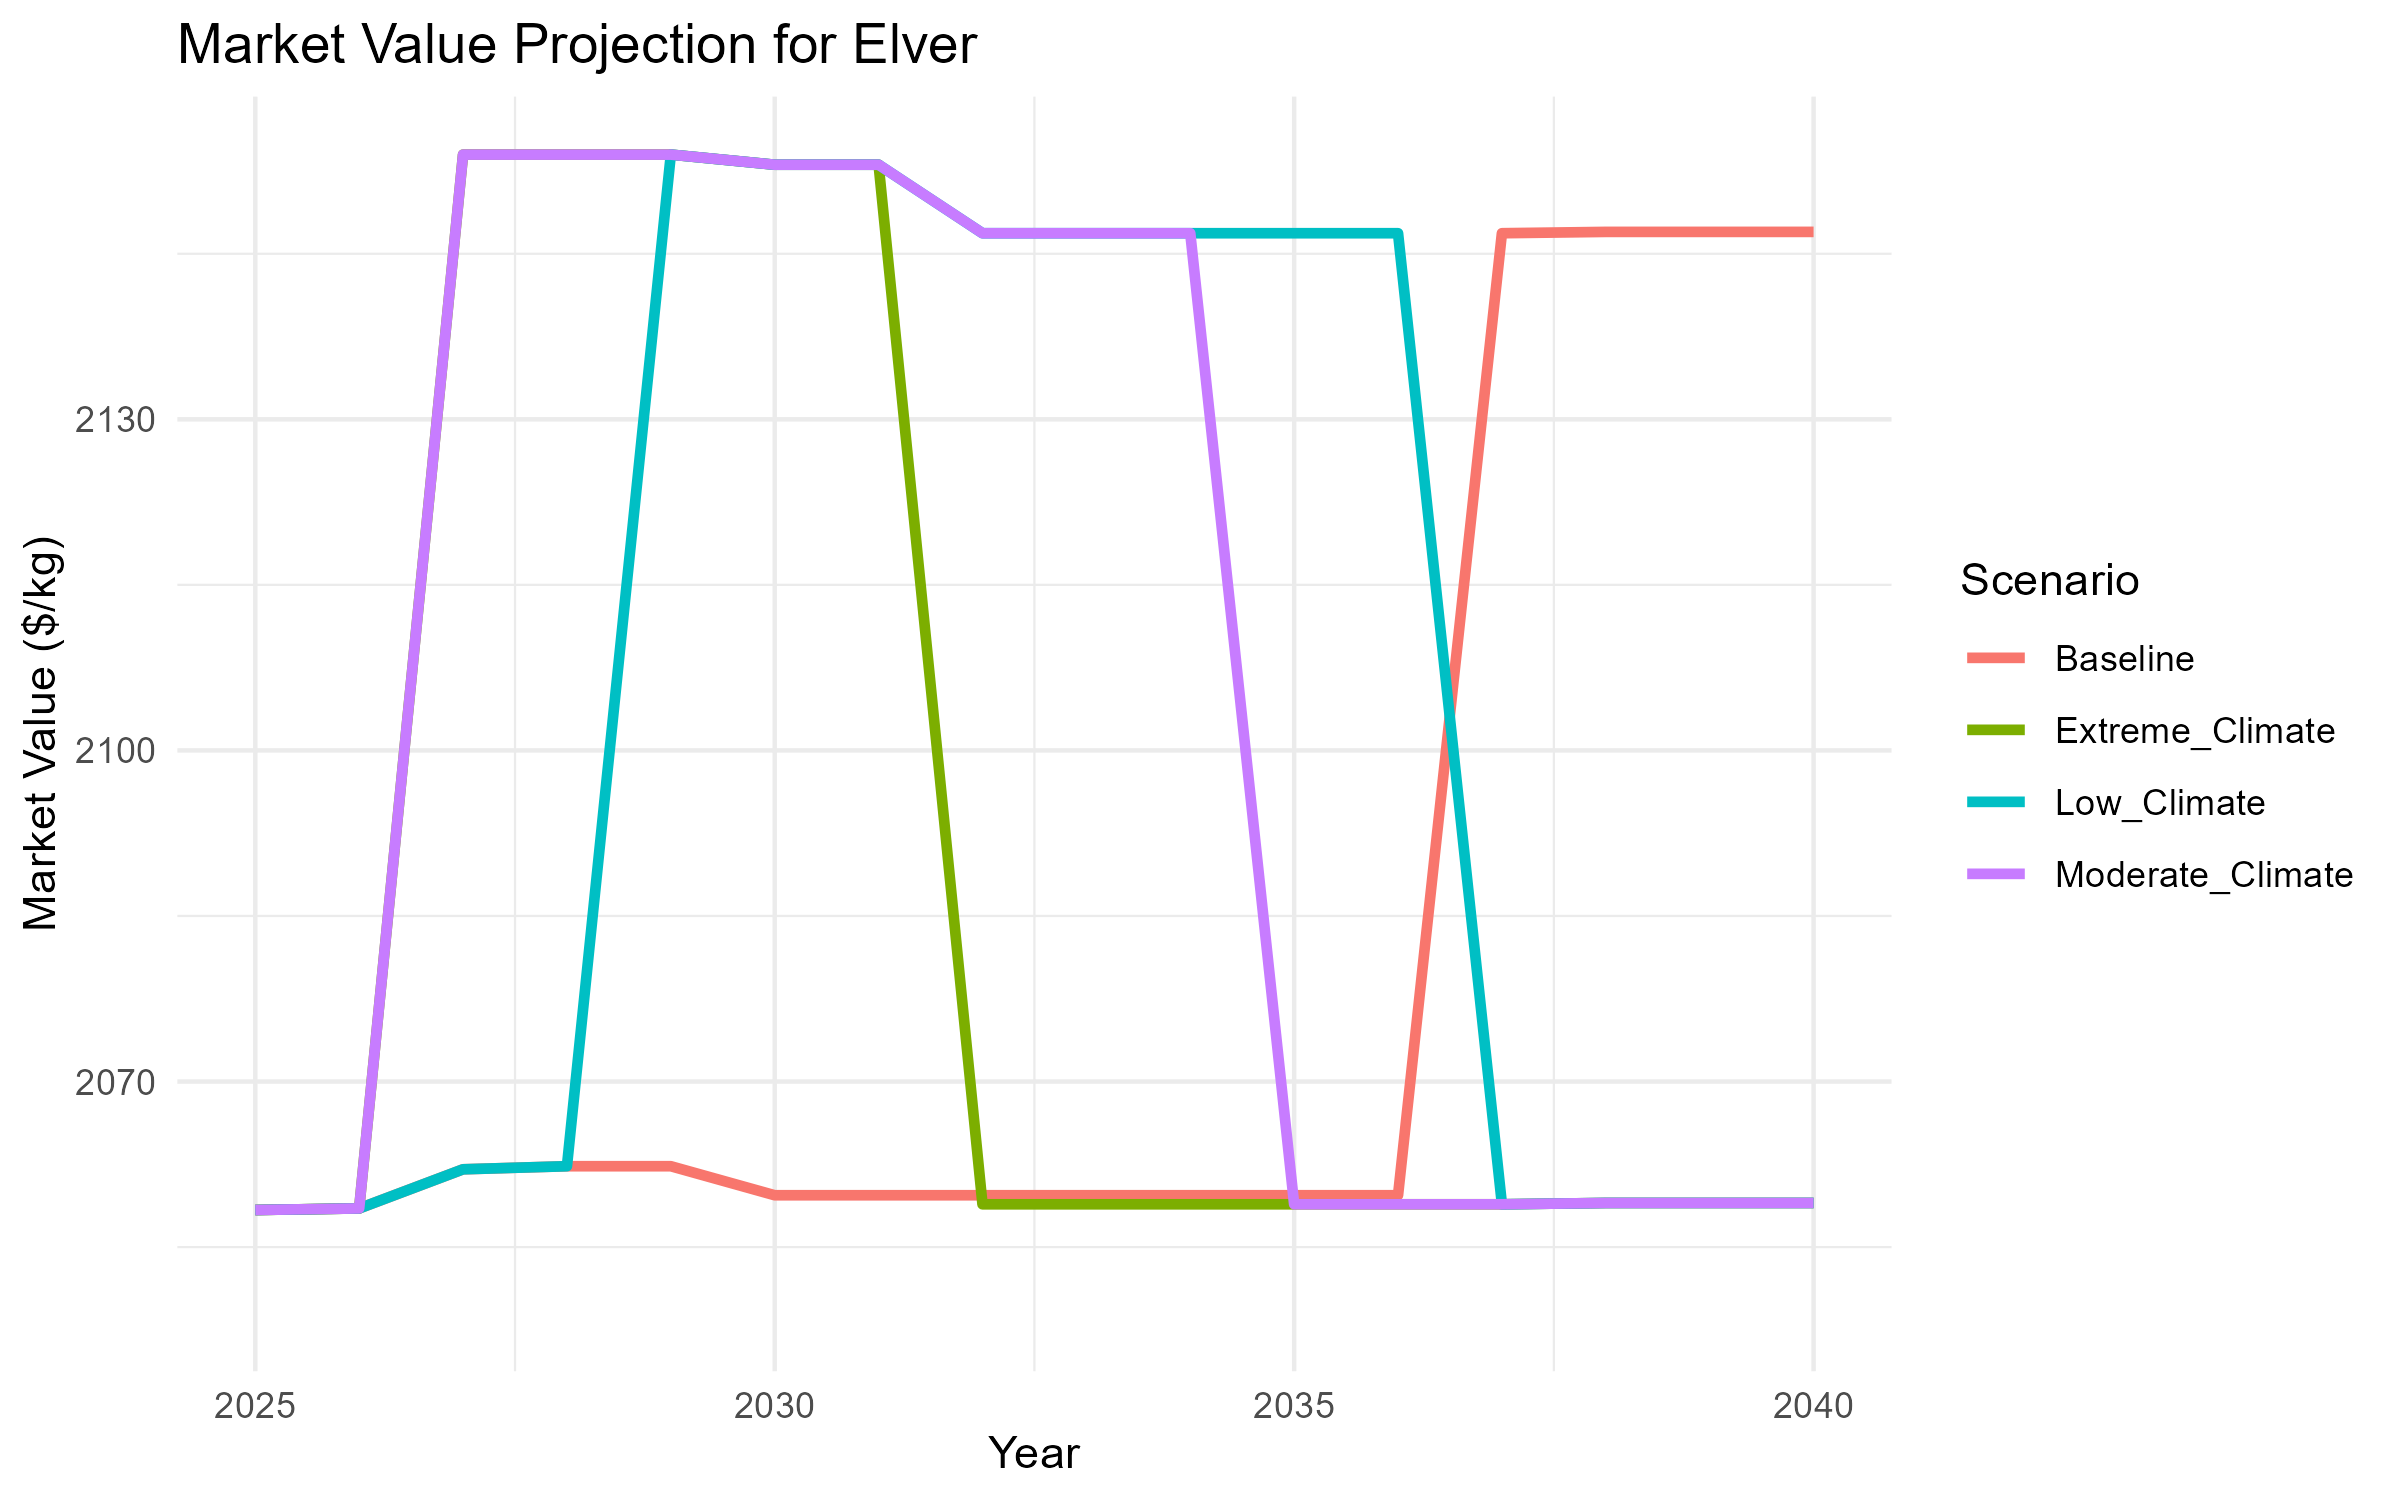 Market Value Projection for Elver
Market Value ($/kg)
2130
2100
2070
2025
2030
2035
2040
Year
Scenario
Baseline
Extreme_Climate
Low_Climate
Moderate_Climate